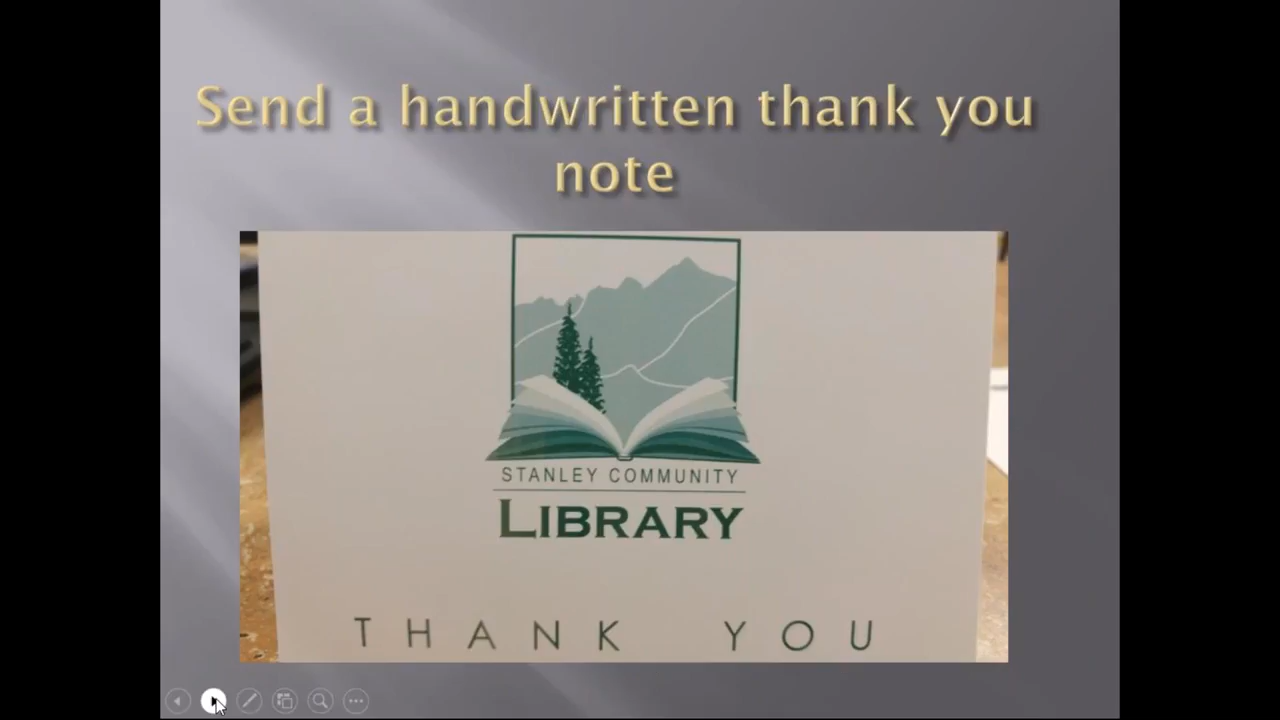 Send a handwritten thank you
note
STANLEY COMMUNITY
LIBRARY
THANK YOU